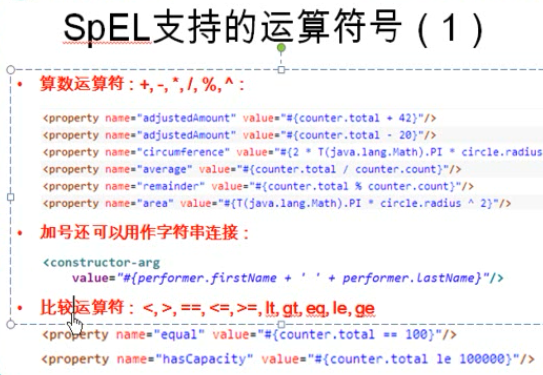 SpEL支持的运算符号（1）
• 算数运算符：+, -, *, /, %, ^：
<property name="adjustedAmount" value="#{counter.total + 42}"/>
<property name="adjustedAmount" value="#{counter.total - 20}"/>
<property name="circumference" value="#{2 * T(java.lang.Math).PI * circle.radius
<property name="average" value="#{counter.total / counter.count}"/>
<property name="remainder" value="#{counter.total % counter.count}"/>
<property name="area" value="#{T(java.lang.Math).PI * circle.radius ^ 2}"/>
• 加号还可以用作字符串连接：
<constructor-arg
value="#{performer.firstName + ' ' + performer.lastName}"/>
• 比较运算符：<, >, ==, <=, >=, lt, gt, eq, le, ge
<property name="equal" value="#{counter.total == 100}"/>
<property name="hasCapacity" value="#{counter.total le 100000}"/>